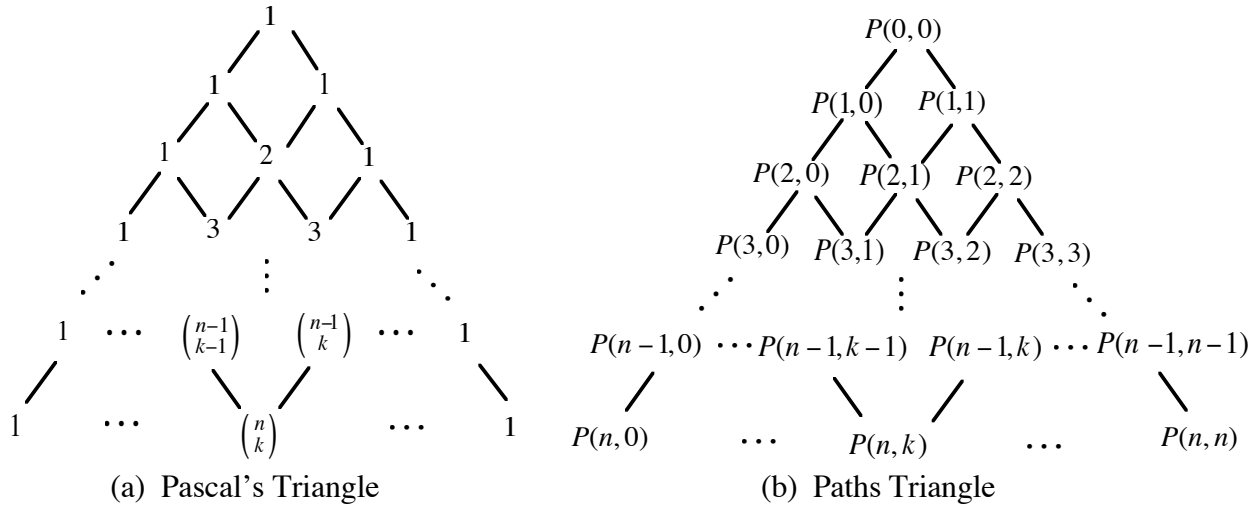 1
1 1
1 2 1
1 3 3 1
1 ⋯ (n−1 k−1) (n−1 k) ⋯ 1
1 ⋯ (n k) ⋯ 1
(a) Pascal's Triangle
P(0,0)
P(1,0) P(1,1)
P(2,0) P(2,1) P(2,2)
P(3,0) P(3,1) P(3,2) P(3,3)
P(n−1,0) ⋯ P(n−1,k−1) P(n−1,k) ⋯ P(n−1,n−1)
P(n,0) ⋯ P(n,k) ⋯ P(n,n)
(b) Paths Triangle